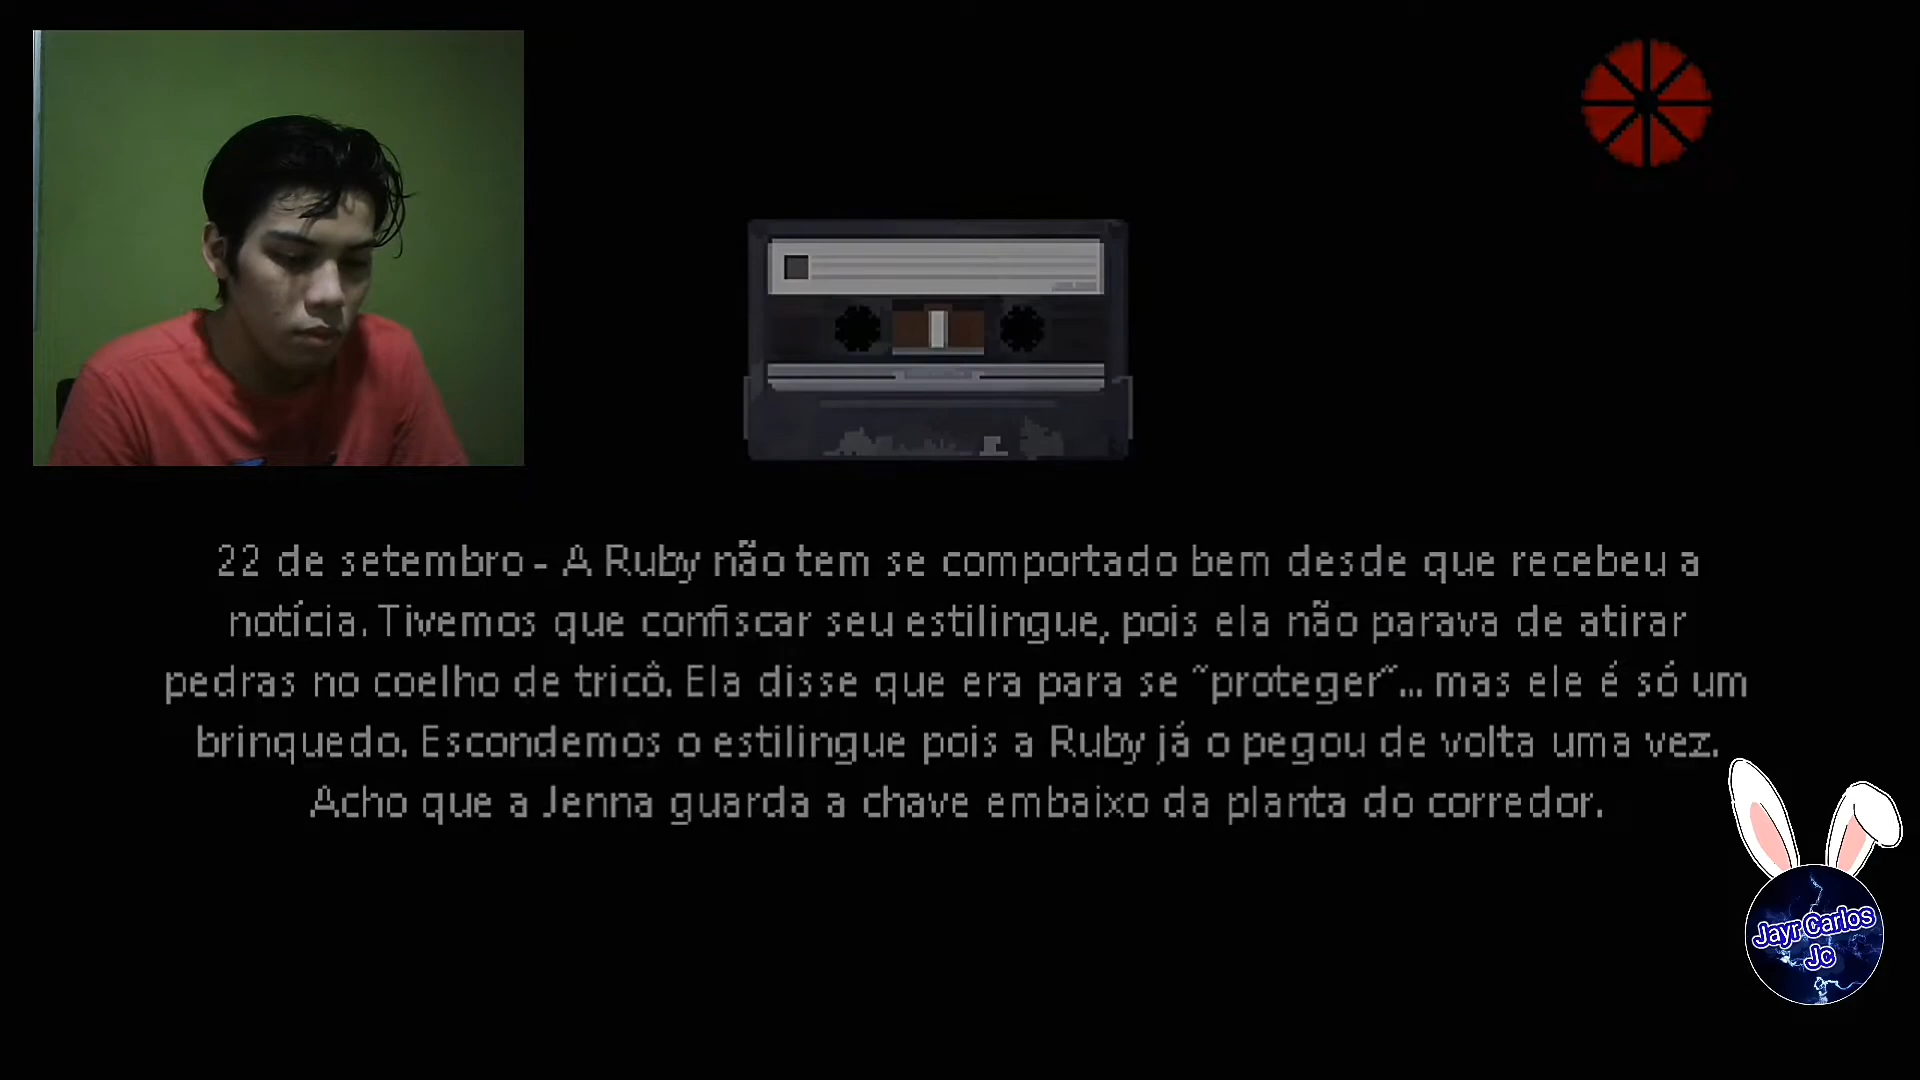 22 de setembro - A Ruby não tem se comportado bem desde que recebeu a
notícia. Tivemos que confiscar seu estilingue, pois ela não parava de atirar
pedras no coelho de tricô. Ela disse que era para se "proteger"... mas ele é só um
brinquedo. Escondemos o estilingue pois a Ruby já o pegou de volta uma vez.
Acho que a Jenna guarda a chave embaixo da planta do corredor.
Jayr Carlos
Jc